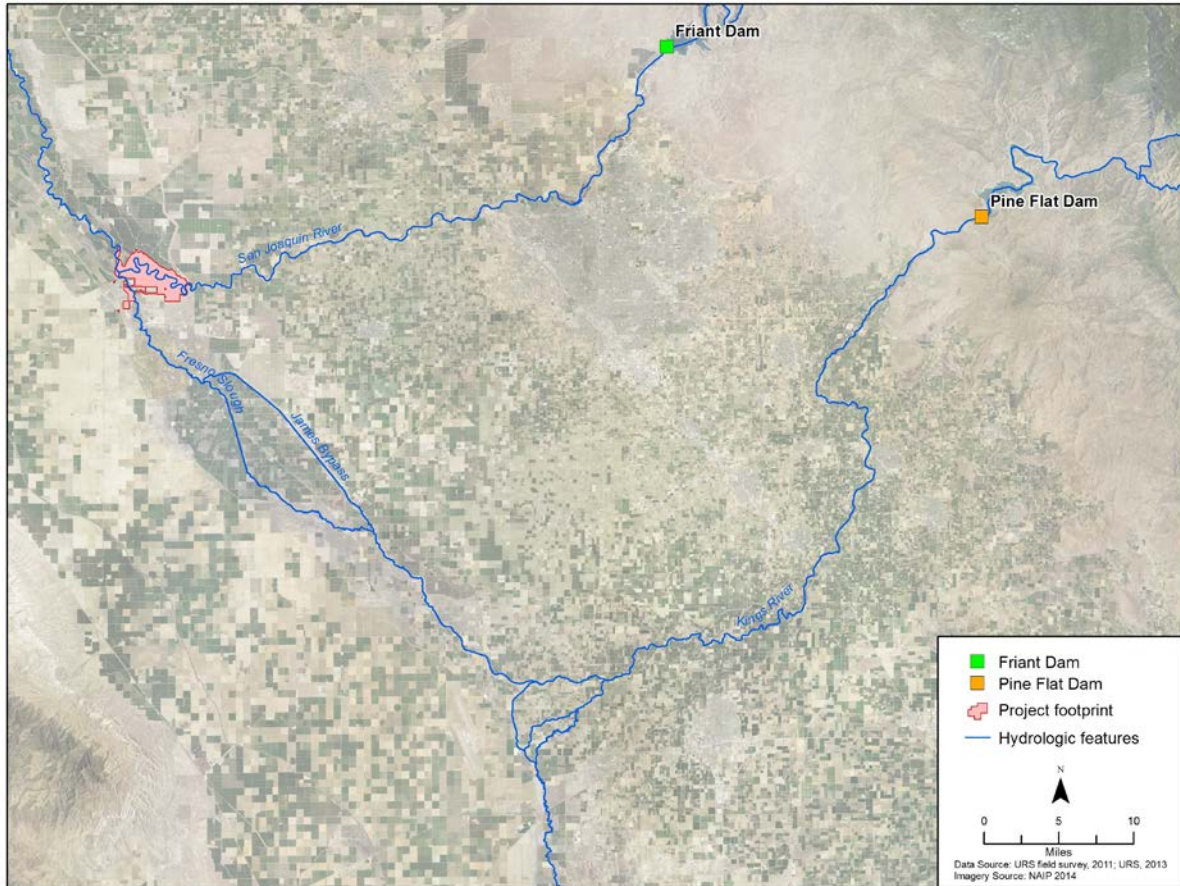 Friant Dam
Pine Flat Dam
San Joaquin River
Fresno Slough
James Bypass
Kings River
Friant Dam
Pine Flat Dam
Project footprint
Hydrologic features
N
0 5 10
Miles
Data Source: URS field survey, 2011; URS, 2013
Imagery Source: NAIP 2014